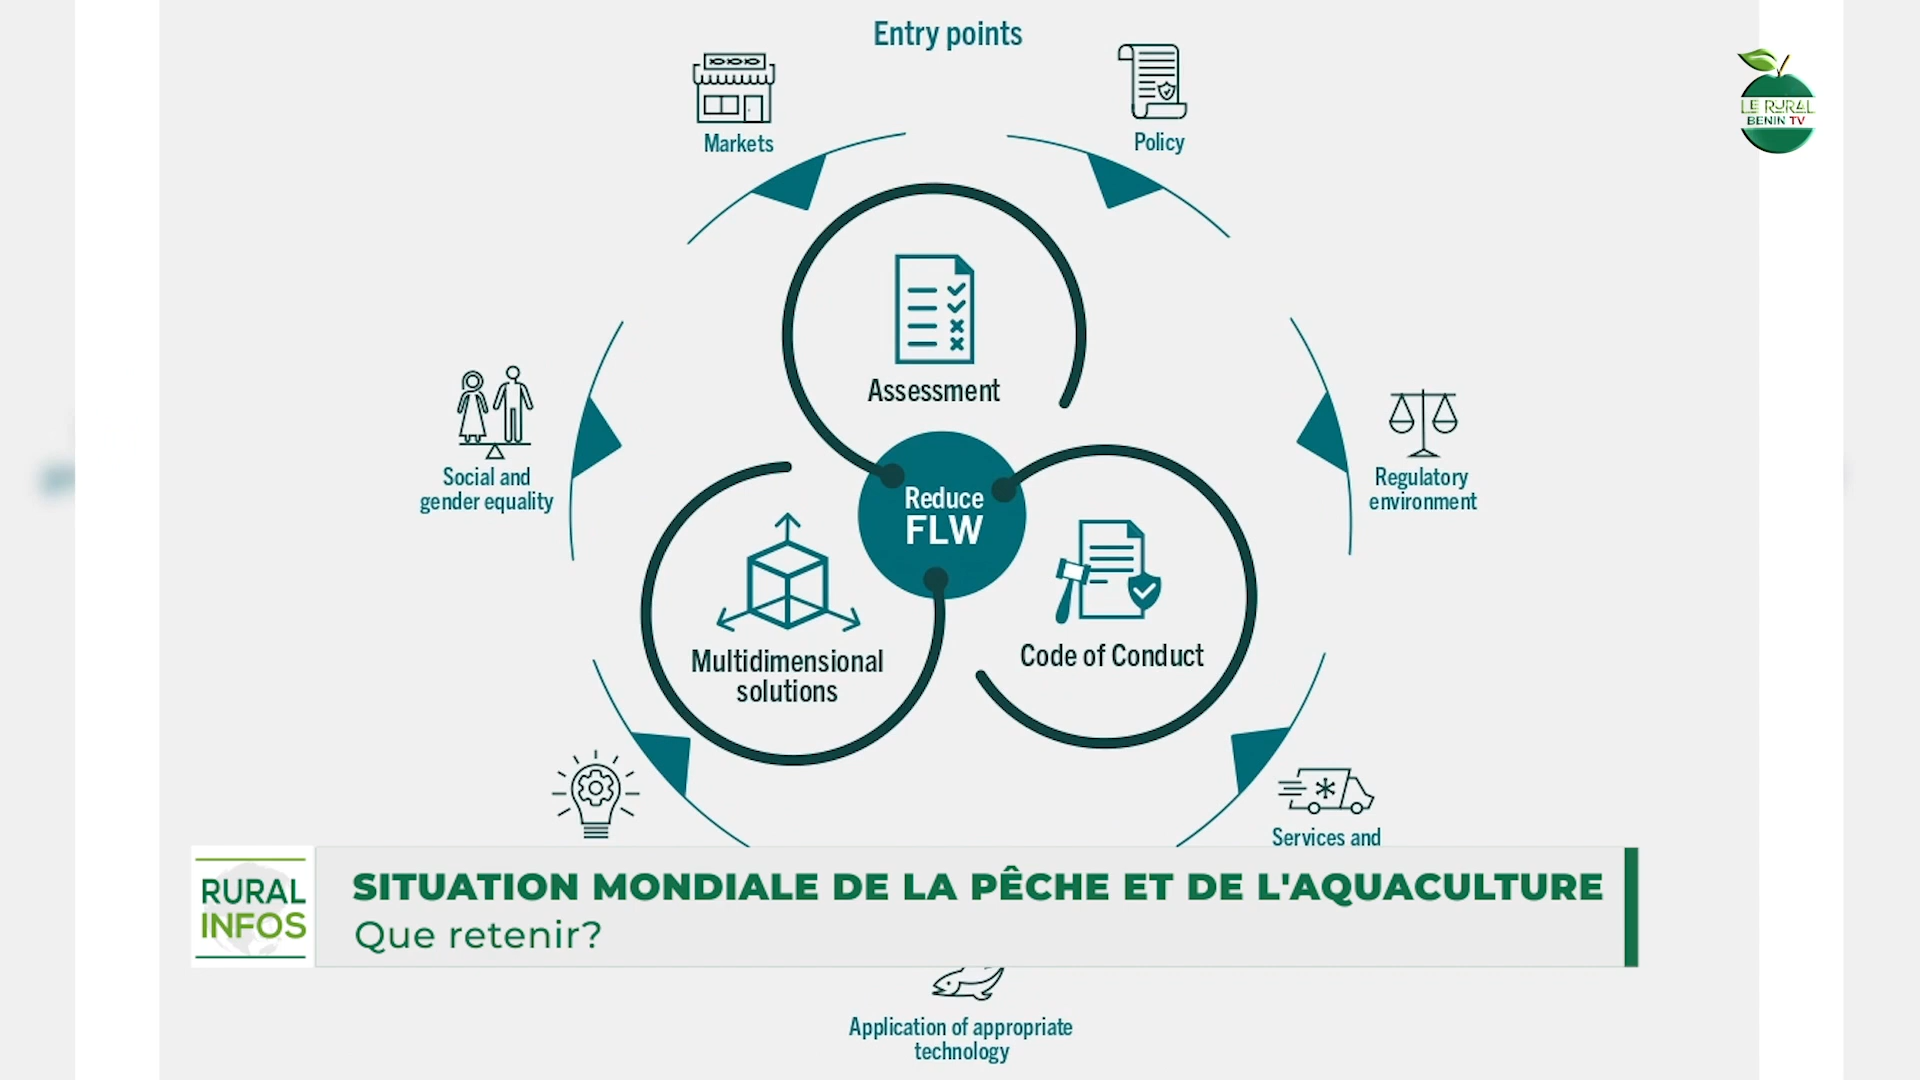 Entry points
Markets
Policy
LE RURAL
BENIN TV
Assessment
Social and
gender equality
Regulatory
environment
Reduce
FLW
Multidimensional
solutions
Code of Conduct
Services and
RURAL
INFOS
SITUATION MONDIALE DE LA PÊCHE ET DE L'AQUACULTURE
Que retenir?
Application of appropriate
technology